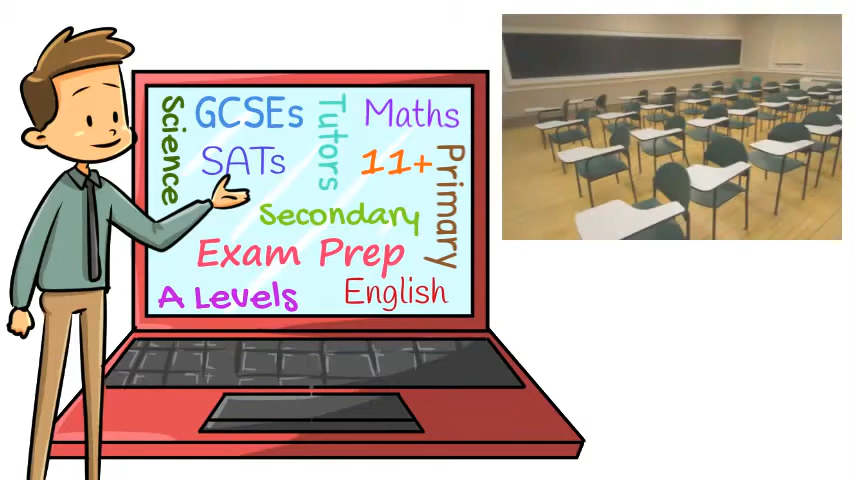 Science
GCSEs
Tutors
Maths
SATs
11+
Primary
Secondary
Exam Prep
A Levels
English